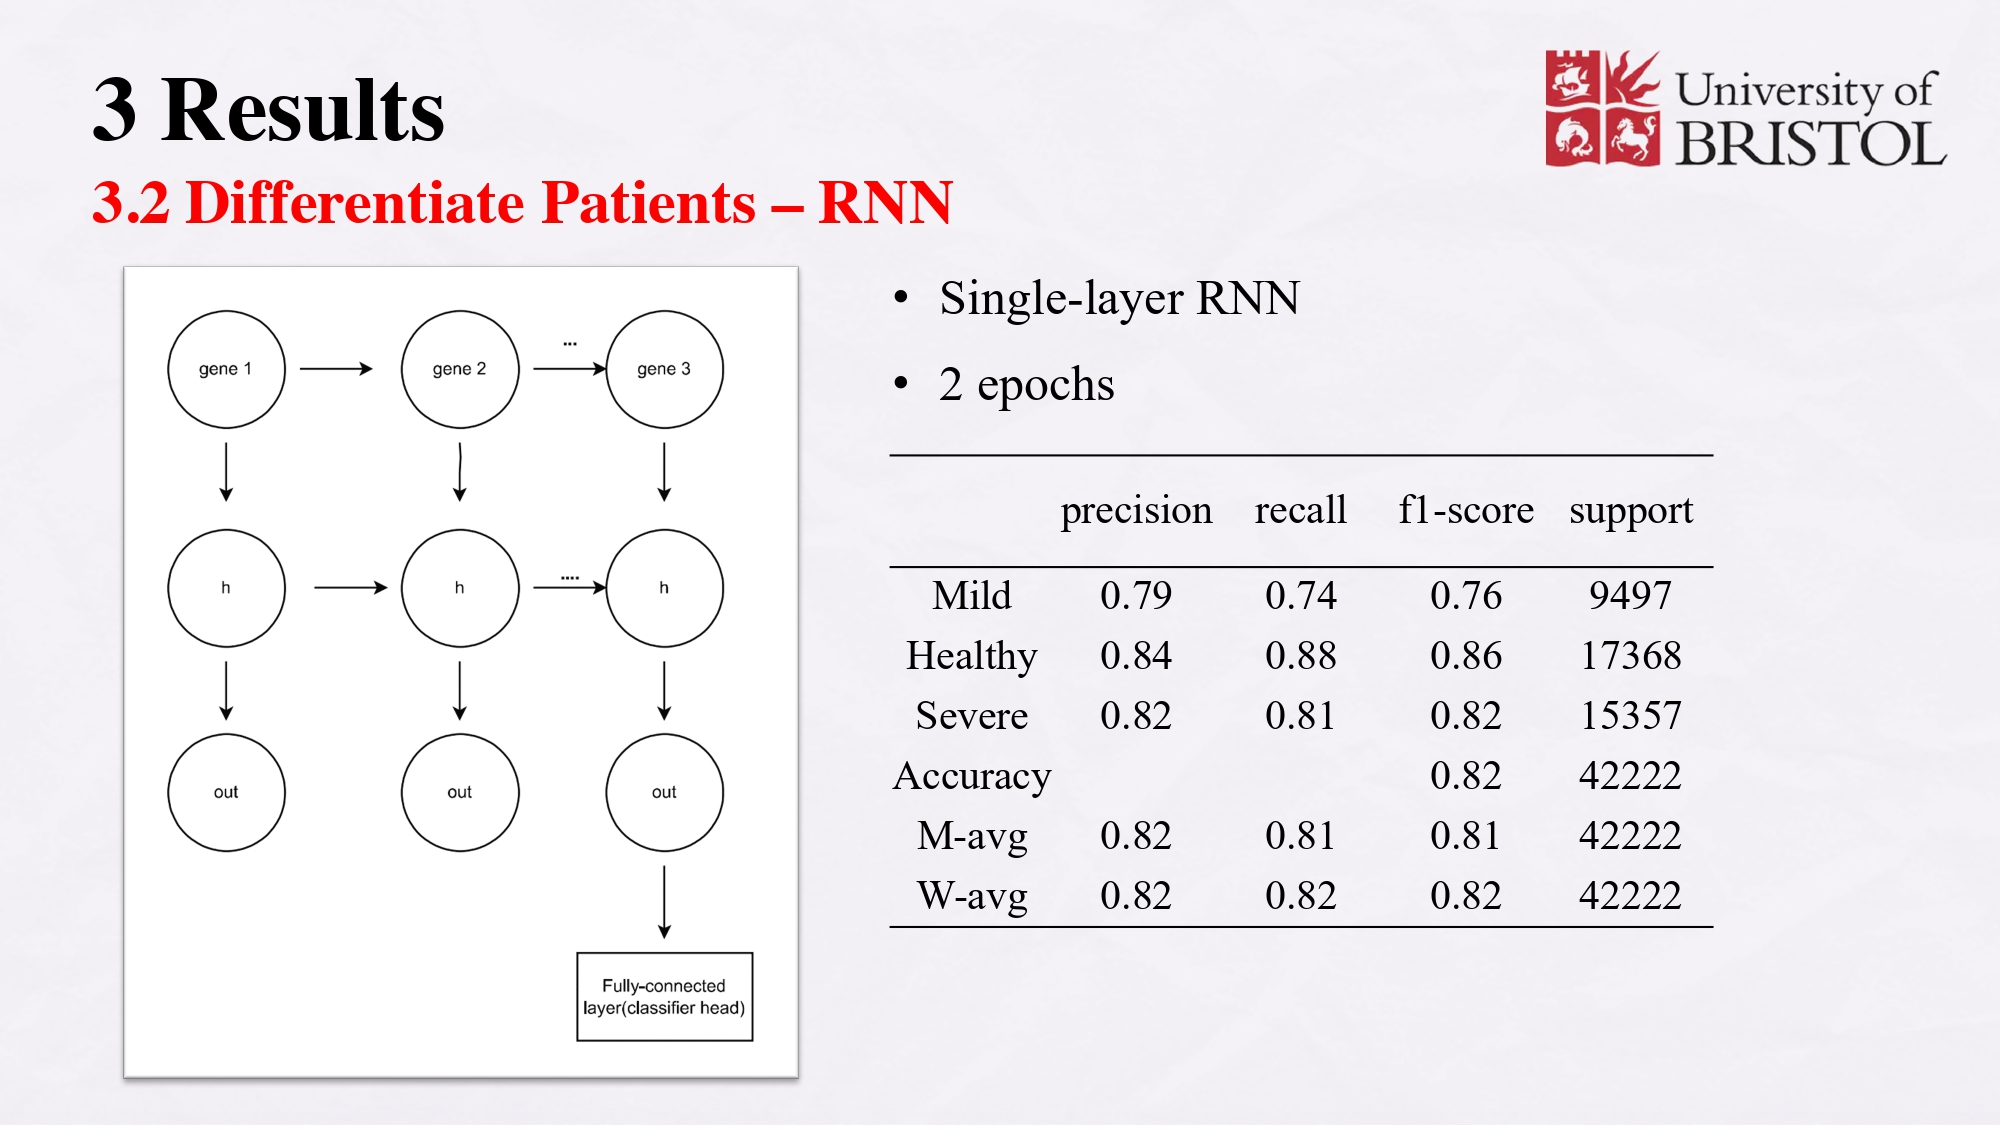 3 Results
University of
BRISTOL
3.2 Differentiate Patients – RNN
gene 1
...
gene 2
gene 3
h
....
h
h
out
out
out
Fully-connected
layer(classifier head)
• Single-layer RNN
• 2 epochs
precision recall f1-score support
Mild 0.79 0.74 0.76 9497
Healthy 0.84 0.88 0.86 17368
Severe 0.82 0.81 0.82 15357
Accuracy 0.82 42222
M-avg 0.82 0.81 0.81 42222
W-avg 0.82 0.82 0.82 42222